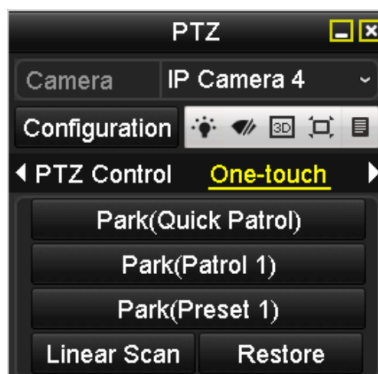 PTZ
Camera IP Camera 4
Configuration 3D
PTZ Control One-touch
Park(Quick Patrol)
Park(Patrol 1)
Park(Preset 1)
Linear Scan Restore